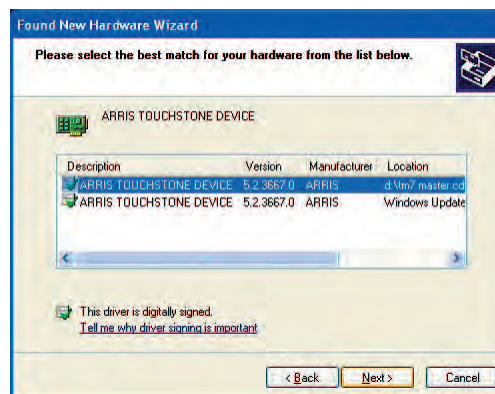 Found New Hardware Wizard
Please select the best match for your hardware from the list below.
ARRIS TOUCHSTONE DEVICE
Description Version Manufacturer Location
ARRIS TOUCHSTONE DEVICE 5.2.3667.0 ARRIS d:\tm7 master cd
ARRIS TOUCHSTONE DEVICE 5.2.3667.0 ARRIS Windows Update
This driver is digitally signed.
Tell me why driver signing is important
< Back Next > Cancel